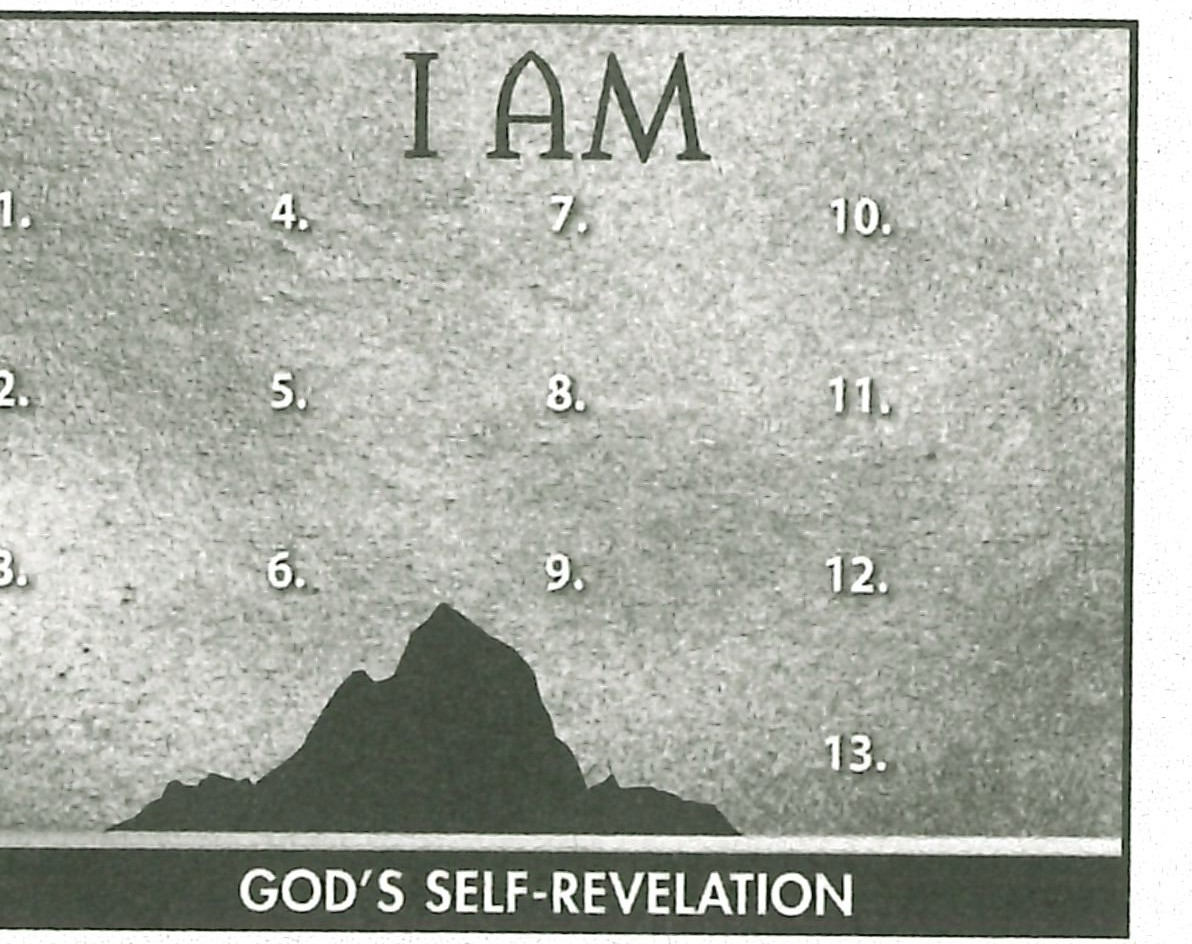 I AM
1. 4. 7. 10.
2. 5. 8. 11.
3. 6. 9. 12.
13.
GOD'S SELF-REVELATION